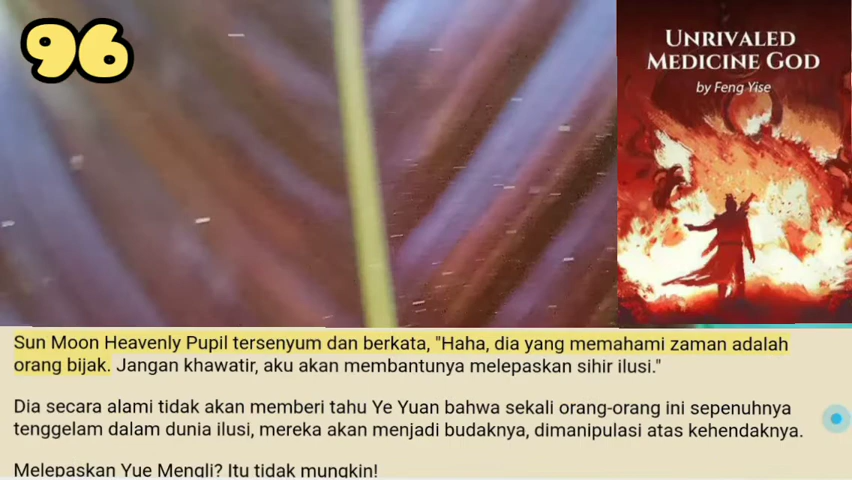 96
UNRIVALED
MEDICINE GOD
by Feng Yise
Sun Moon Heavenly Pupil tersenyum dan berkata, "Haha, dia yang memahami zaman adalah
orang bijak. Jangan khawatir, aku akan membantunya melepaskan sihir ilusi."
Dia secara alami tidak akan memberi tahu Ye Yuan bahwa sekali orang-orang ini sepenuhnya
tenggelam dalam dunia ilusi, mereka akan menjadi budaknya, dimanipulasi atas kehendaknya.
Melepaskan Yue Mengli? Itu tidak mungkin!